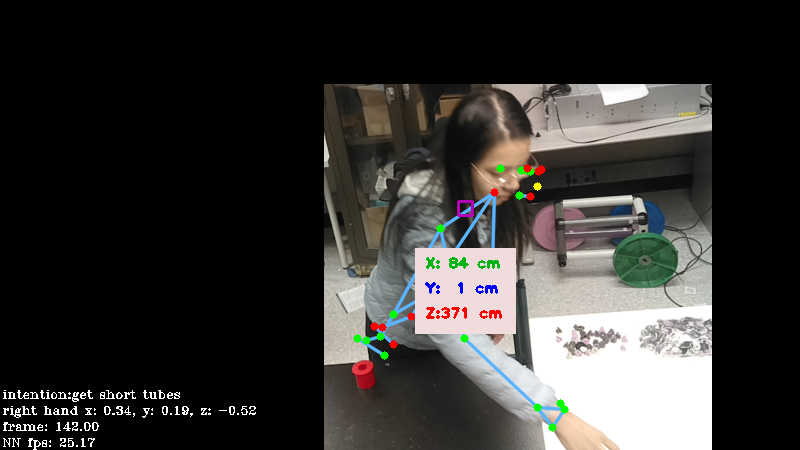 X: 84 cm
Y: 1 cm
Z:371 cm
intention:get short tubes
right hand x: 0.34, y: 0.19, z: −0.52
frame: 142.00
NN fps: 25.17